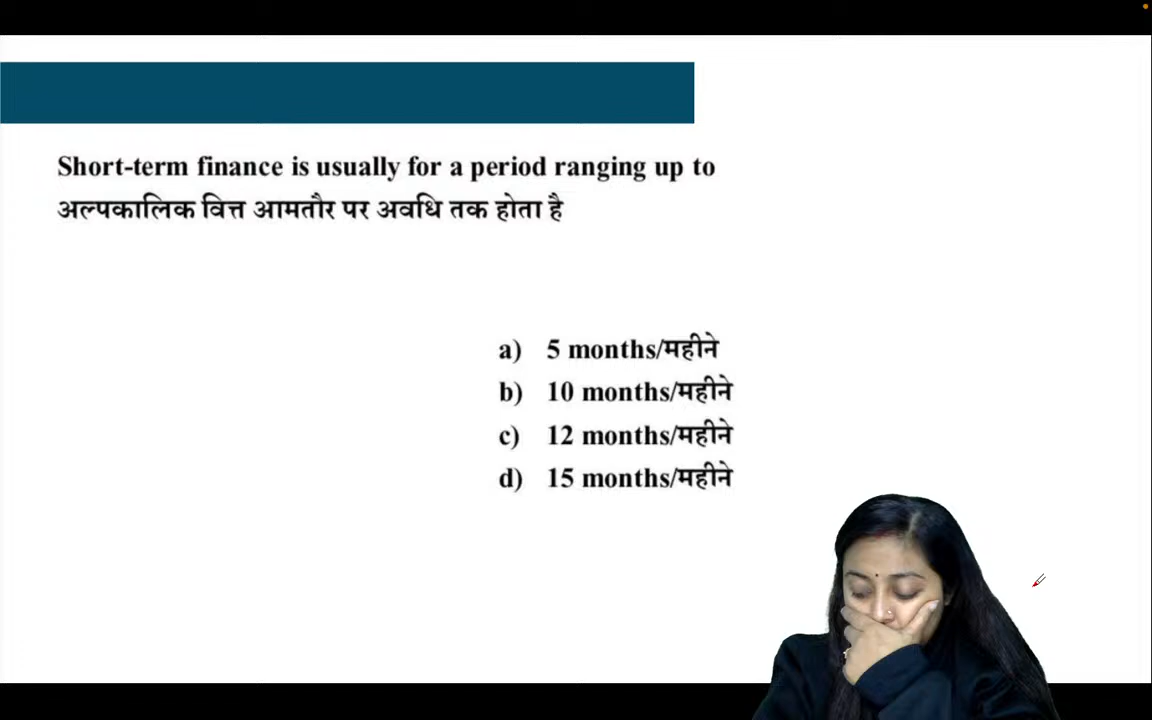 Short-term finance is usually for a period ranging up to
अल्पकालिक वित्त आमतौर पर अवधि तक होता है
a) 5 months/महीने
b) 10 months/महीने
c) 12 months/महीने
d) 15 months/महीने